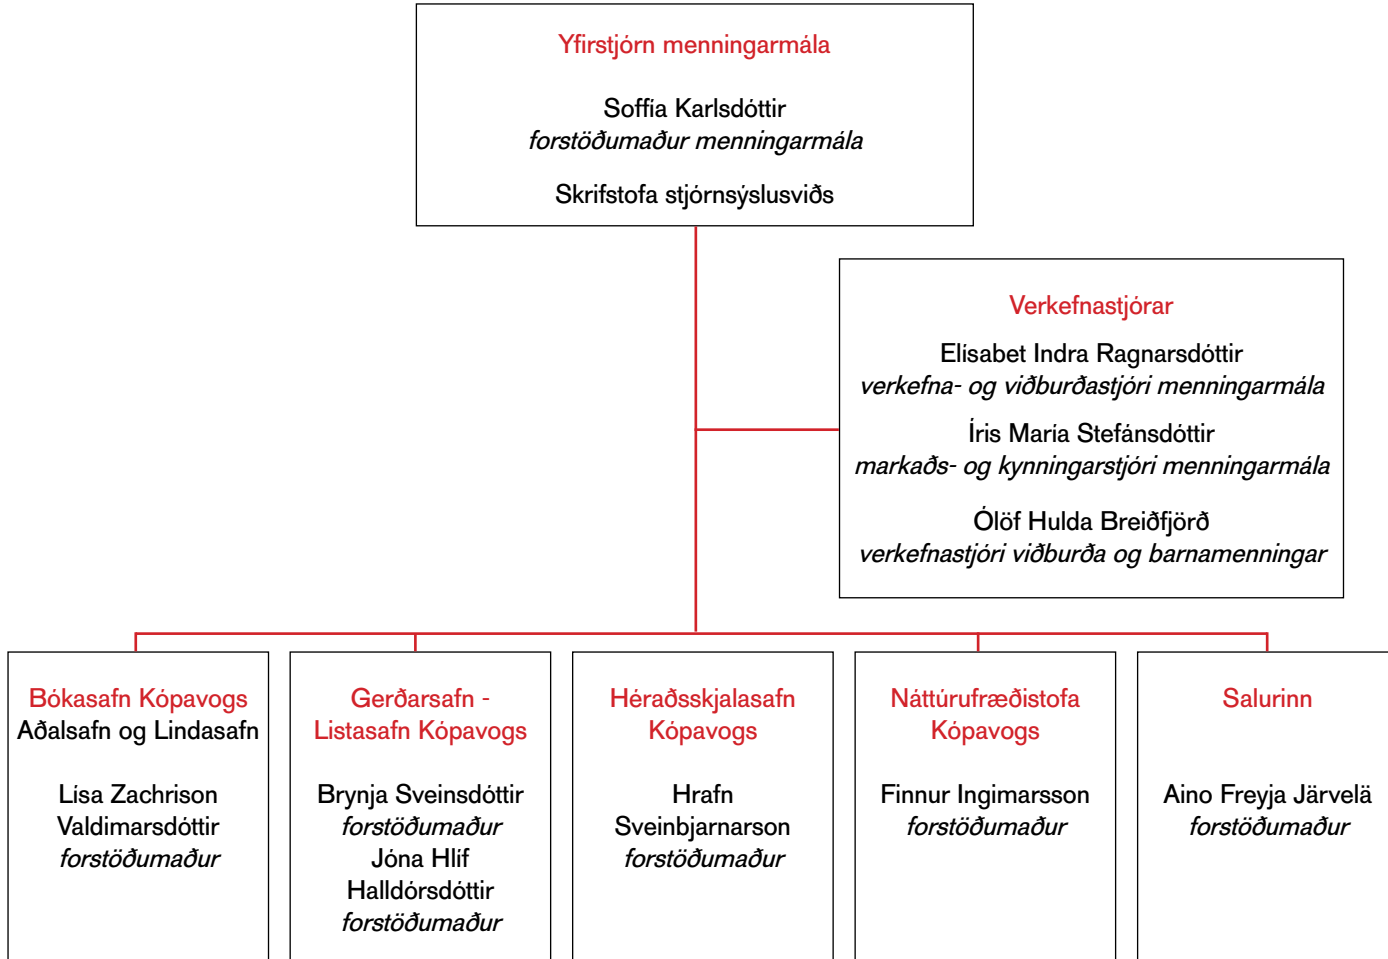 Yfirstjórn menningarmála
Soffía Karlsdóttir
forstöðumaður menningarmála
Skrifstofa stjórnsýslusviðs
Verkefnastjórar
Elísabet Indra Ragnarsdóttir
verkefna- og viðburðastjóri menningarmála
Íris María Stefánsdóttir
markaðs- og kynningarstjóri menningarmála
Ólöf Hulda Breiðfjörð
verkefnastjóri viðburða og barnamenningar
Bókasafn Kópavogs
Aðalsafn og Lindasafn
Lísa Zachrison
Valdimarsdóttir
forstöðumaður
Gerðarsafn -
Listasafn Kópavogs
Brynja Sveinsdóttir
forstöðumaður
Jóna Hlíf
Halldórsdóttir
forstöðumaður
Héraðsskjalasafn
Kópavogs
Hrafn
Sveinbjarnarson
forstöðumaður
Náttúrufræðistofa
Kópavogs
Finnur Ingimarsson
forstöðumaður
Salurinn
Aino Freyja Järvelä
forstöðumaður